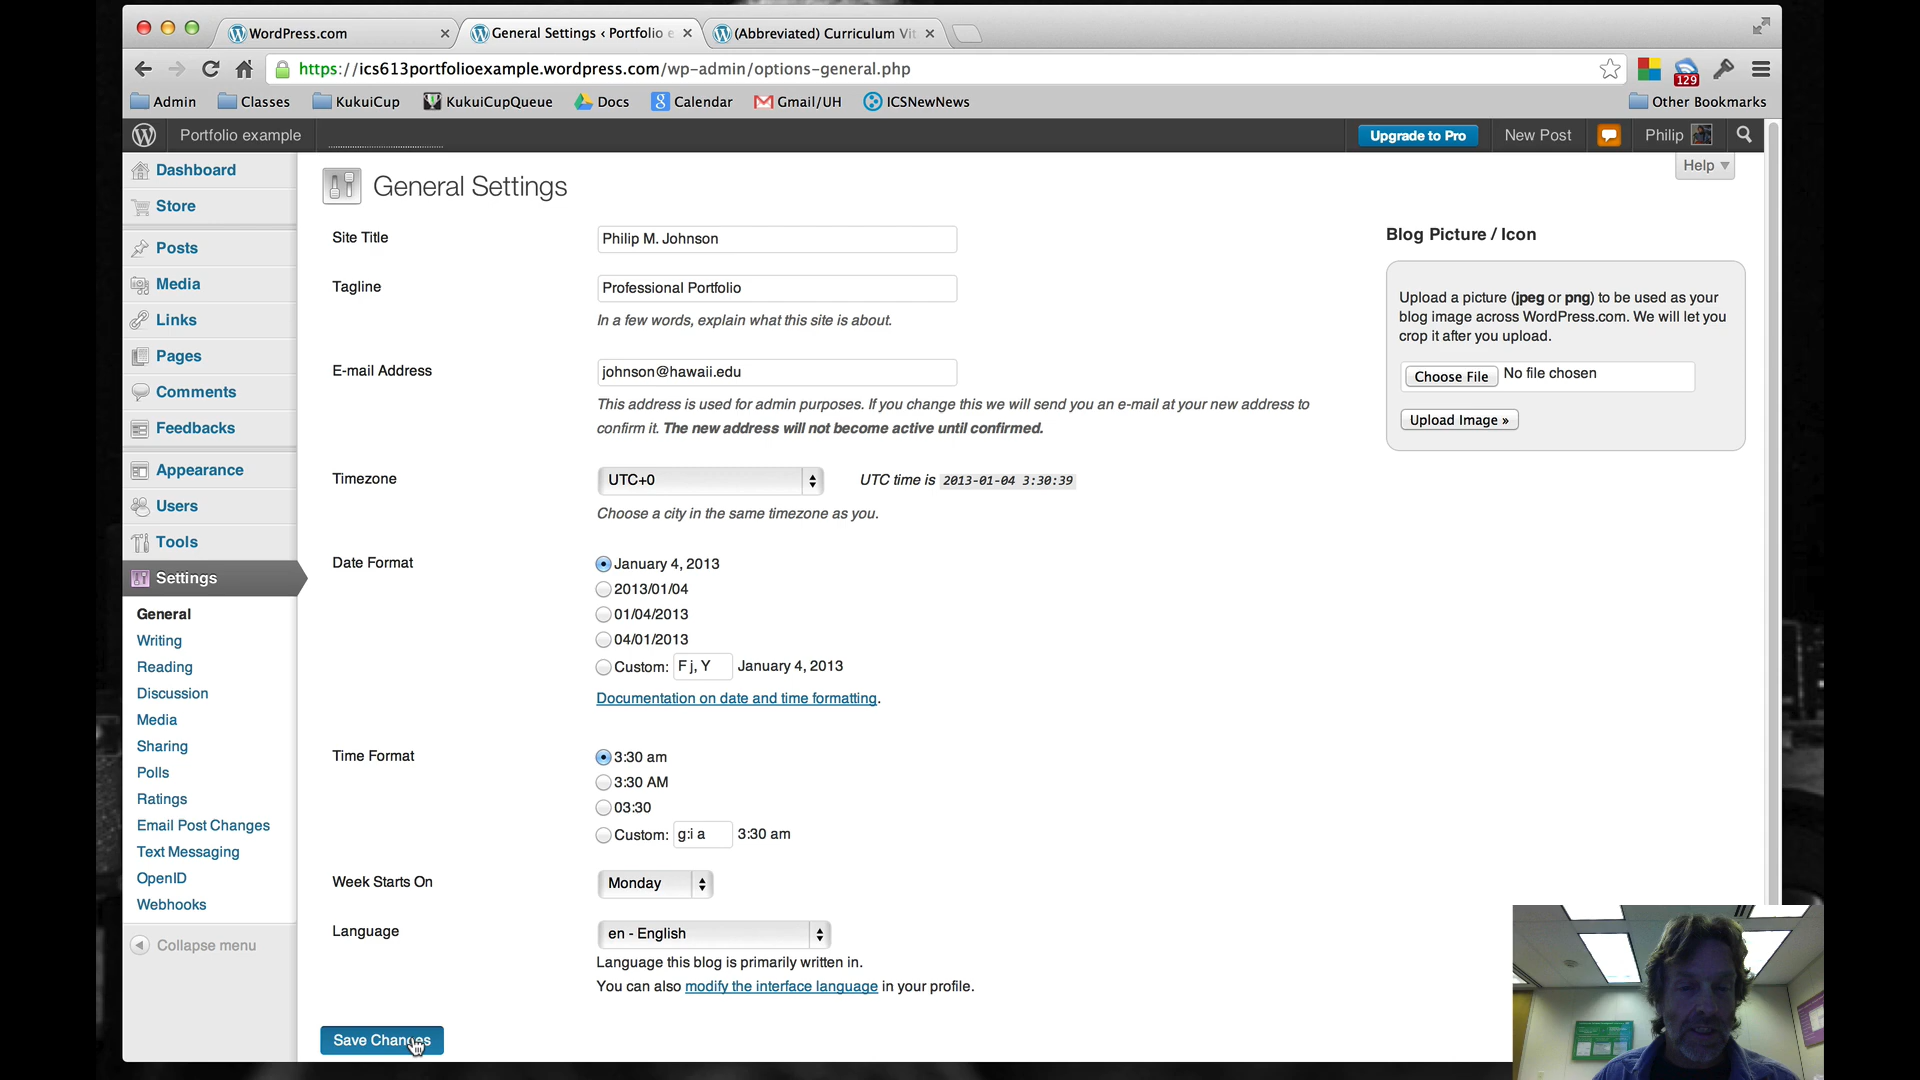 WordPress.com
General Settings ‹ Portfolio e
(Abbreviated) Curriculum Vit
https://ics613portfolioexample.wordpress.com/wp-admin/options-general.php
129
Admin Classes KukuiCup KukuiCupQueue Docs Calendar Gmail/UH ICSNewNews Other Bookmarks
Portfolio example Upgrade to Pro New Post Philip
Help
Dashboard
Store
Posts
Media
Links
Pages
Comments
Feedbacks
Appearance
Users
Tools
Settings
General
Writing
Reading
Discussion
Media
Sharing
Polls
Ratings
Email Post Changes
Text Messaging
OpenID
Webhooks
Collapse menu
General Settings
Site Title Philip M. Johnson
Tagline Professional Portfolio
In a few words, explain what this site is about.
E-mail Address johnson@hawaii.edu
This address is used for admin purposes. If you change this we will send you an e-mail at your new address to
confirm it. The new address will not become active until confirmed.
Timezone UTC+0 UTC time is 2013-01-04 3:30:39
Choose a city in the same timezone as you.
Date Format January 4, 2013
2013/01/04
01/04/2013
04/01/2013
Custom: F j, Y January 4, 2013
Documentation on date and time formatting.
Time Format 3:30 am
3:30 AM
03:30
Custom: g:i a 3:30 am
Week Starts On Monday
Language en - English
Language this blog is primarily written in.
You can also modify the interface language in your profile.
Save Changes
Blog Picture / Icon
Upload a picture (jpeg or png) to be used as your
blog image across WordPress.com. We will let you
crop it after you upload.
Choose File No file chosen
Upload Image »